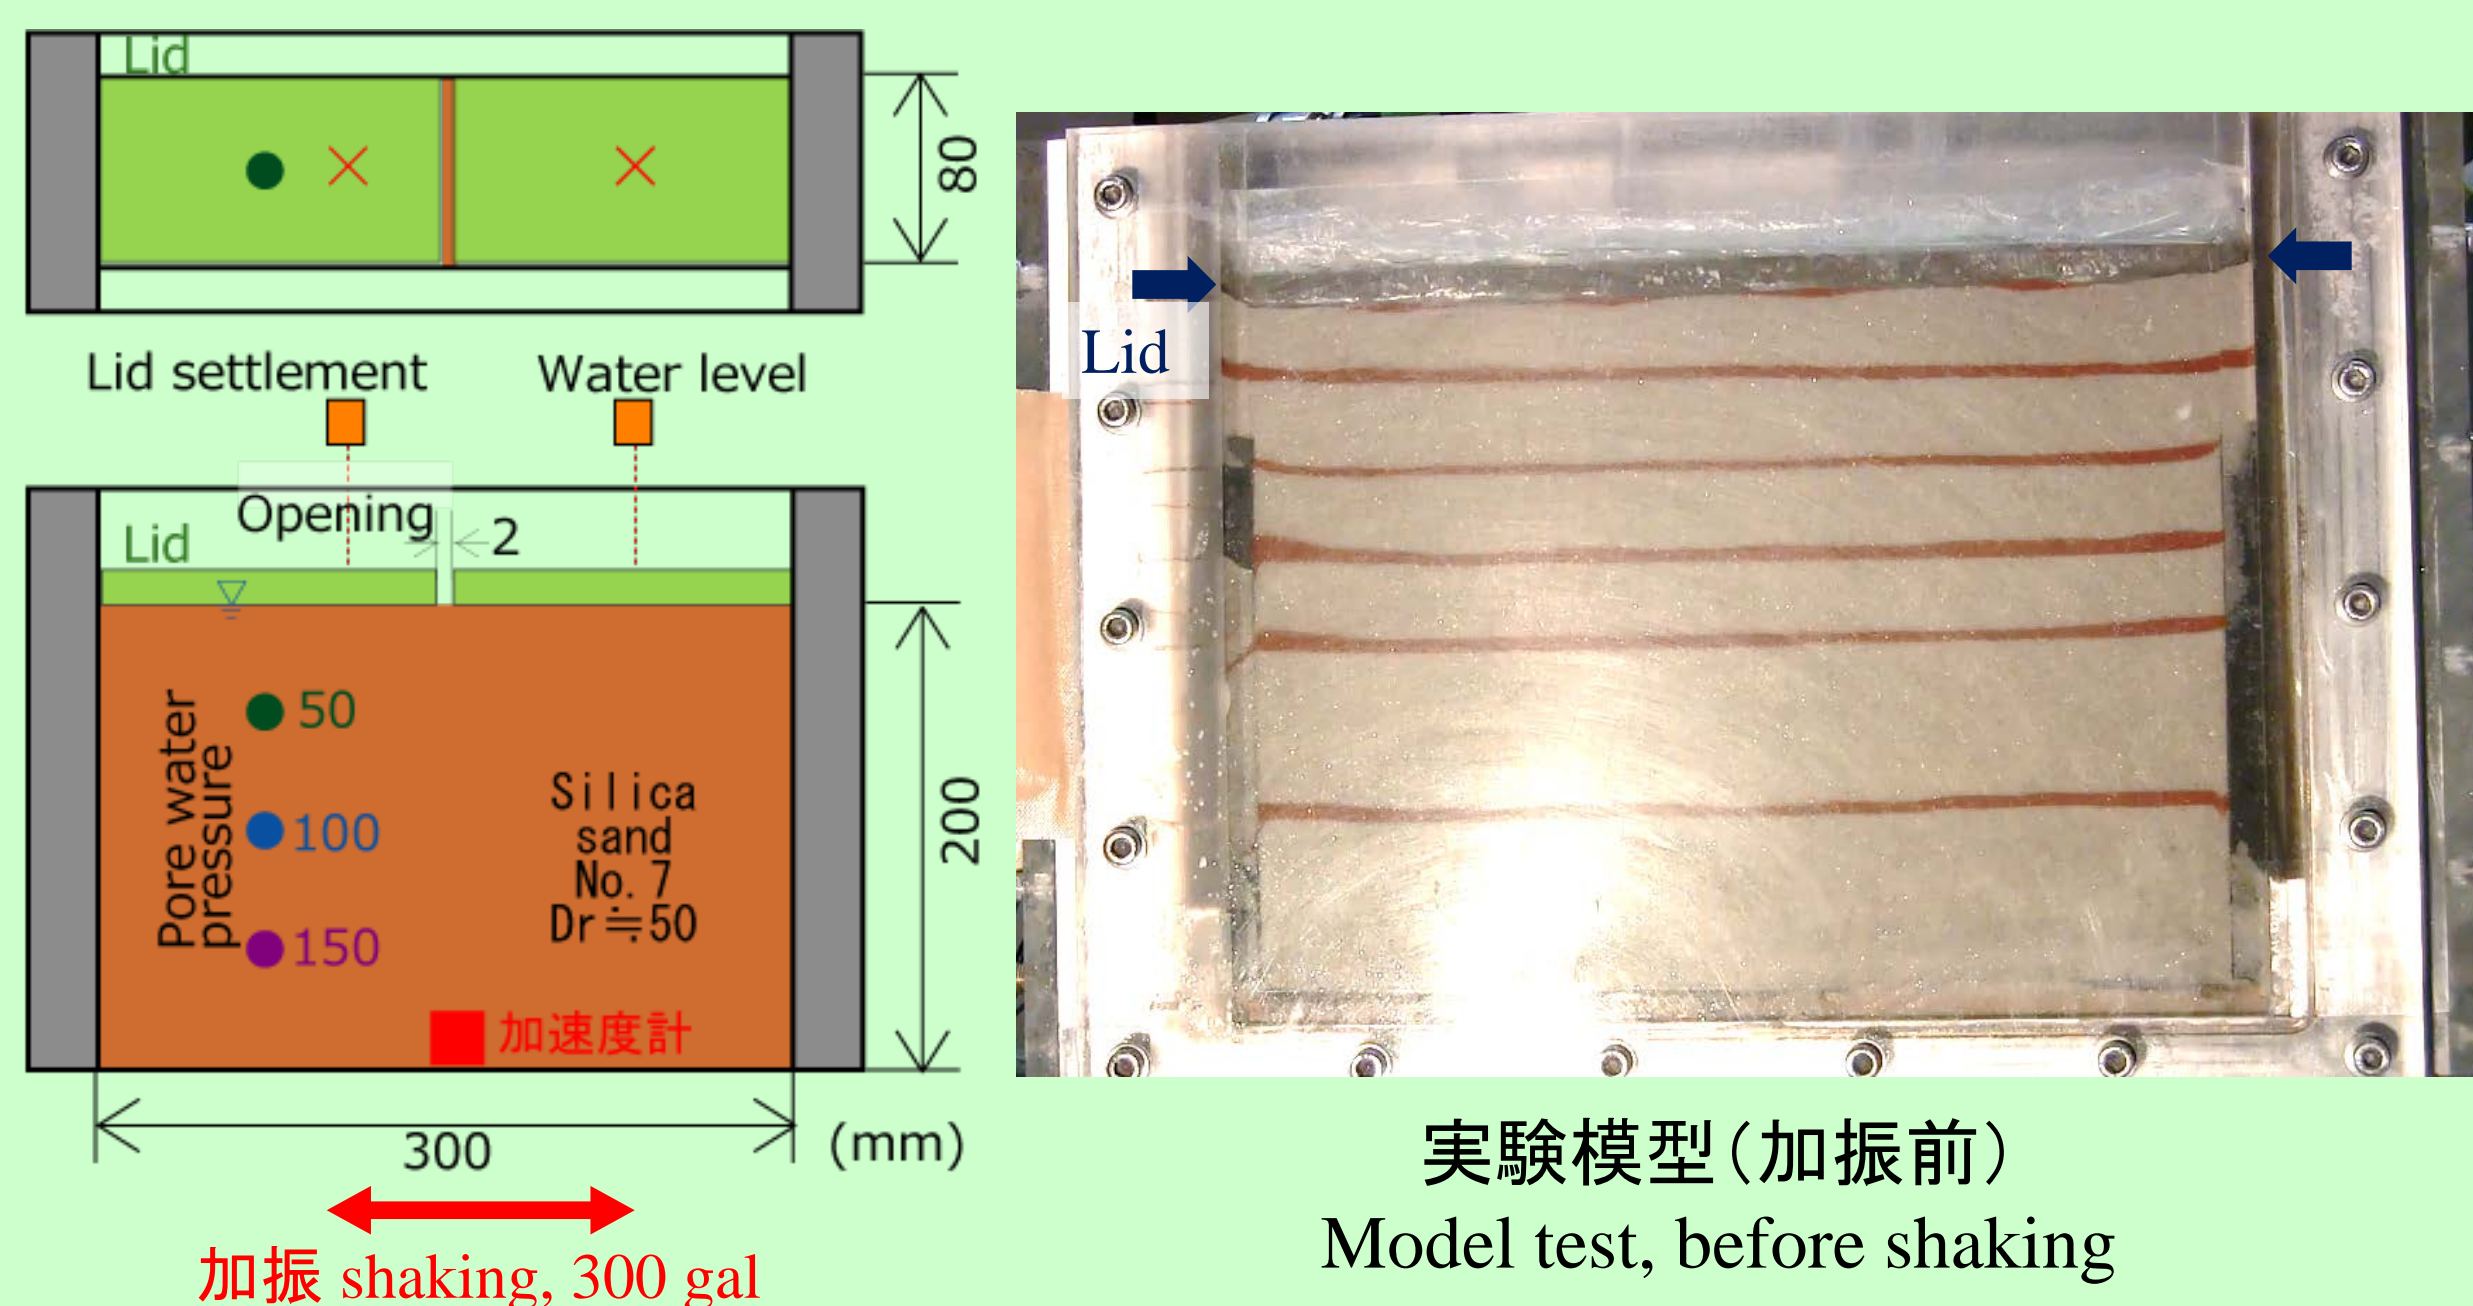 Lid
80
Lid settlement
Water level
Opening
2
Lid
Pore water
pressure
50
100
150
Silica
sand
No.7
Dr≒50
200
加速度計
300
(mm)
加振 shaking, 300 gal
Lid
実験模型(加振前)
Model test, before shaking